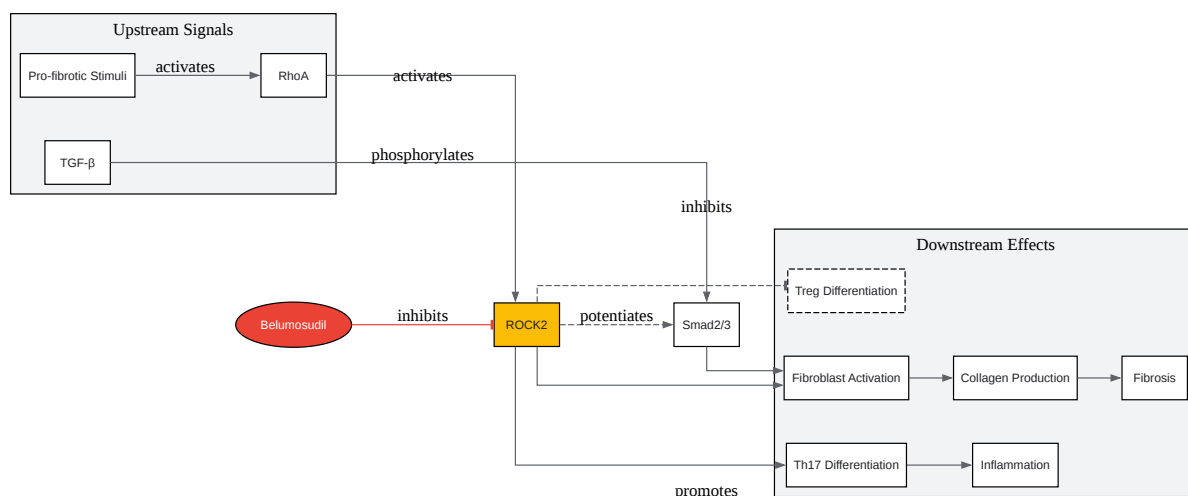 Upstream Signals
Pro-fibrotic Stimuli
activates
RhoA
activates
TGF-β
phosphorylates
inhibits
Downstream Effects
Treg Differentiation
Belumosudil
inhibits
ROCK2
potentiates
Smad2/3
Fibroblast Activation
Collagen Production
Fibrosis
Th17 Differentiation
Inflammation
promotes